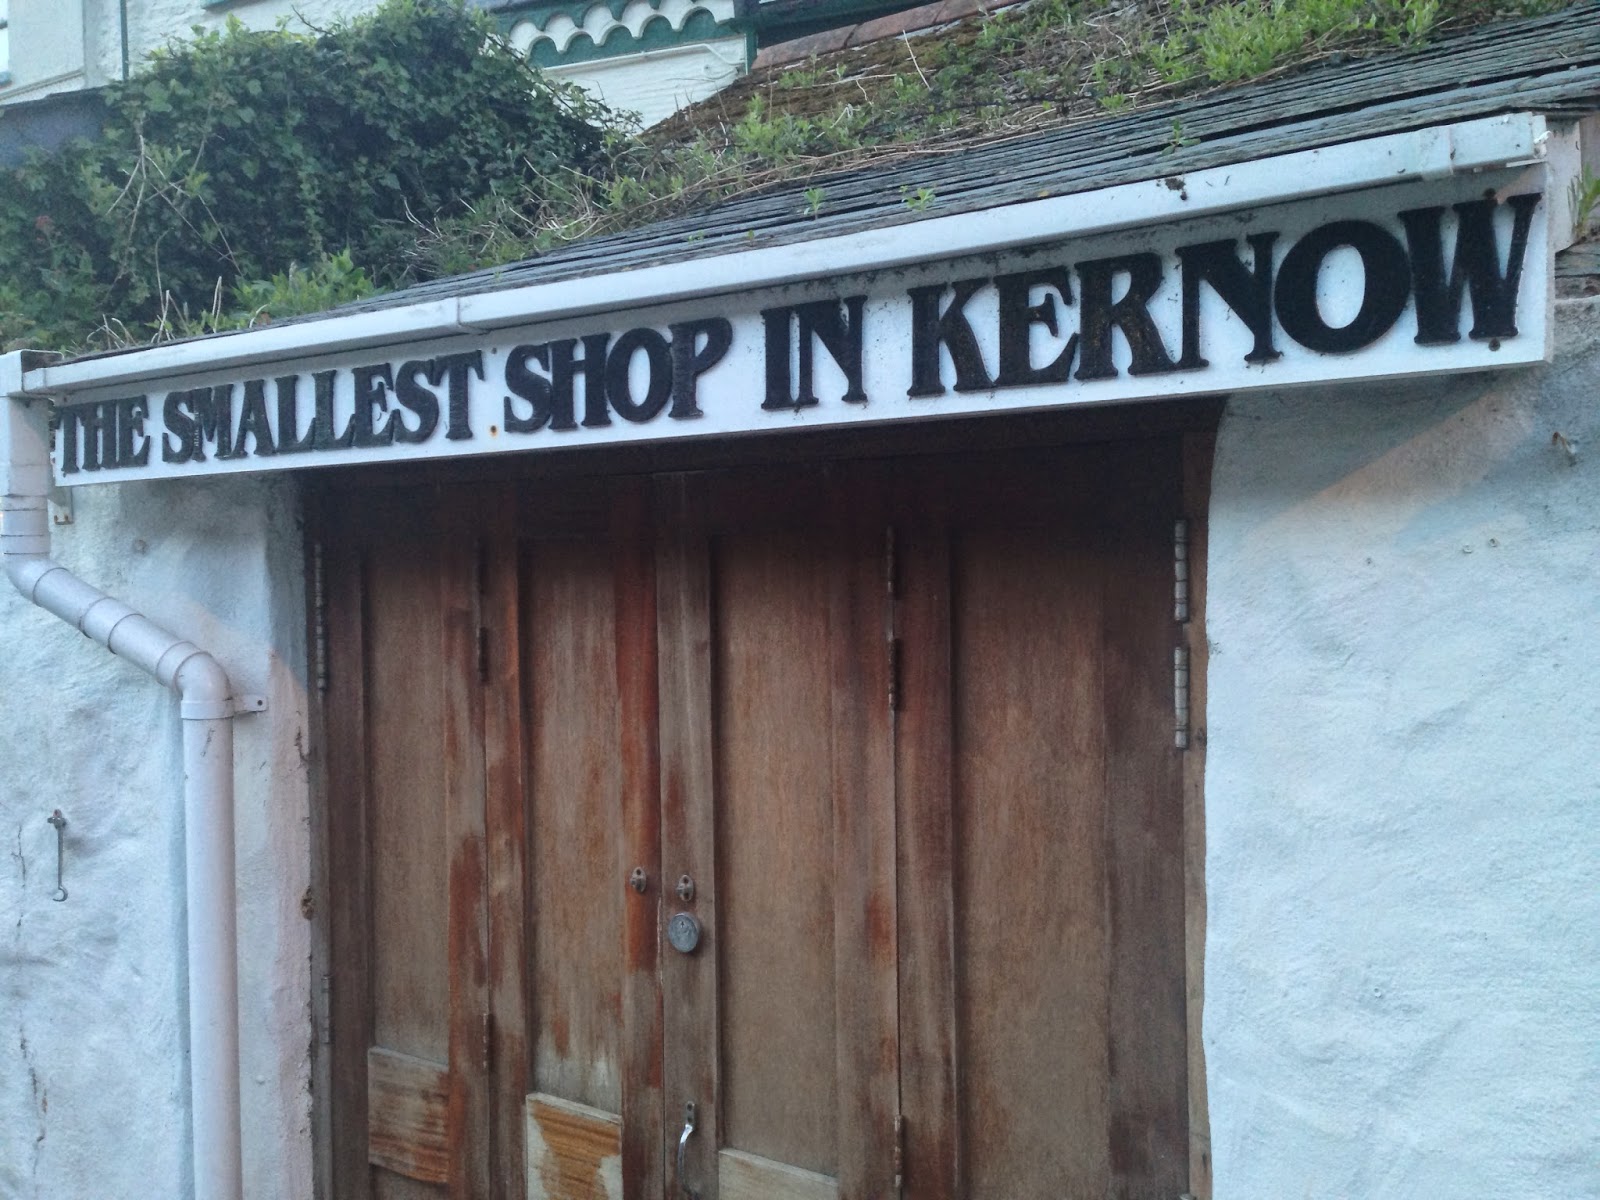 THE SMALLEST SHOP IN KERNOW